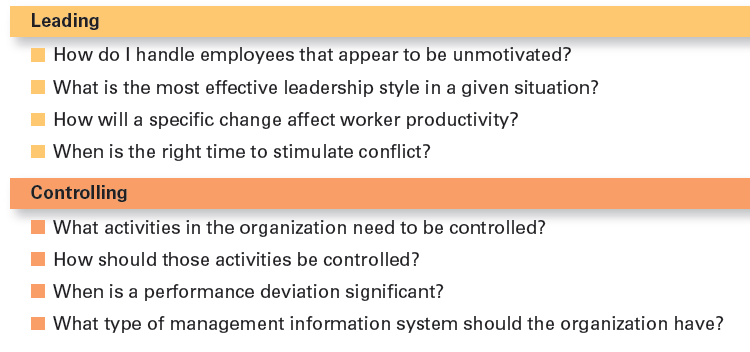 Leading
How do I handle employees that appear to be unmotivated?
What is the most effective leadership style in a given situation?
How will a specific change affect worker productivity?
When is the right time to stimulate conflict?
Controlling
What activities in the organization need to be controlled?
How should those activities be controlled?
When is a performance deviation significant?
What type of management information system should the organization have?